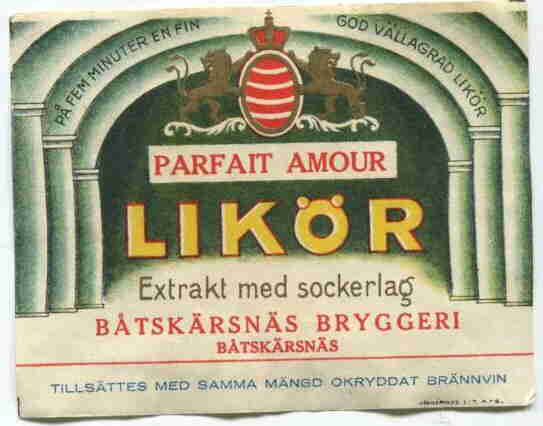 PÅ FEM MINUTER EN FIN
GOD VÄLLAGRAD LIKÖR
PARFAIT AMOUR
LIKÖR
Extrakt med sockerlag
BÅTSKÄRSNÄS BRYGGERI
BÅTSKÄRSNÄS
TILLSÄTTES MED SAMMA MÄNGD OKRYDDAT BRÄNNVIN